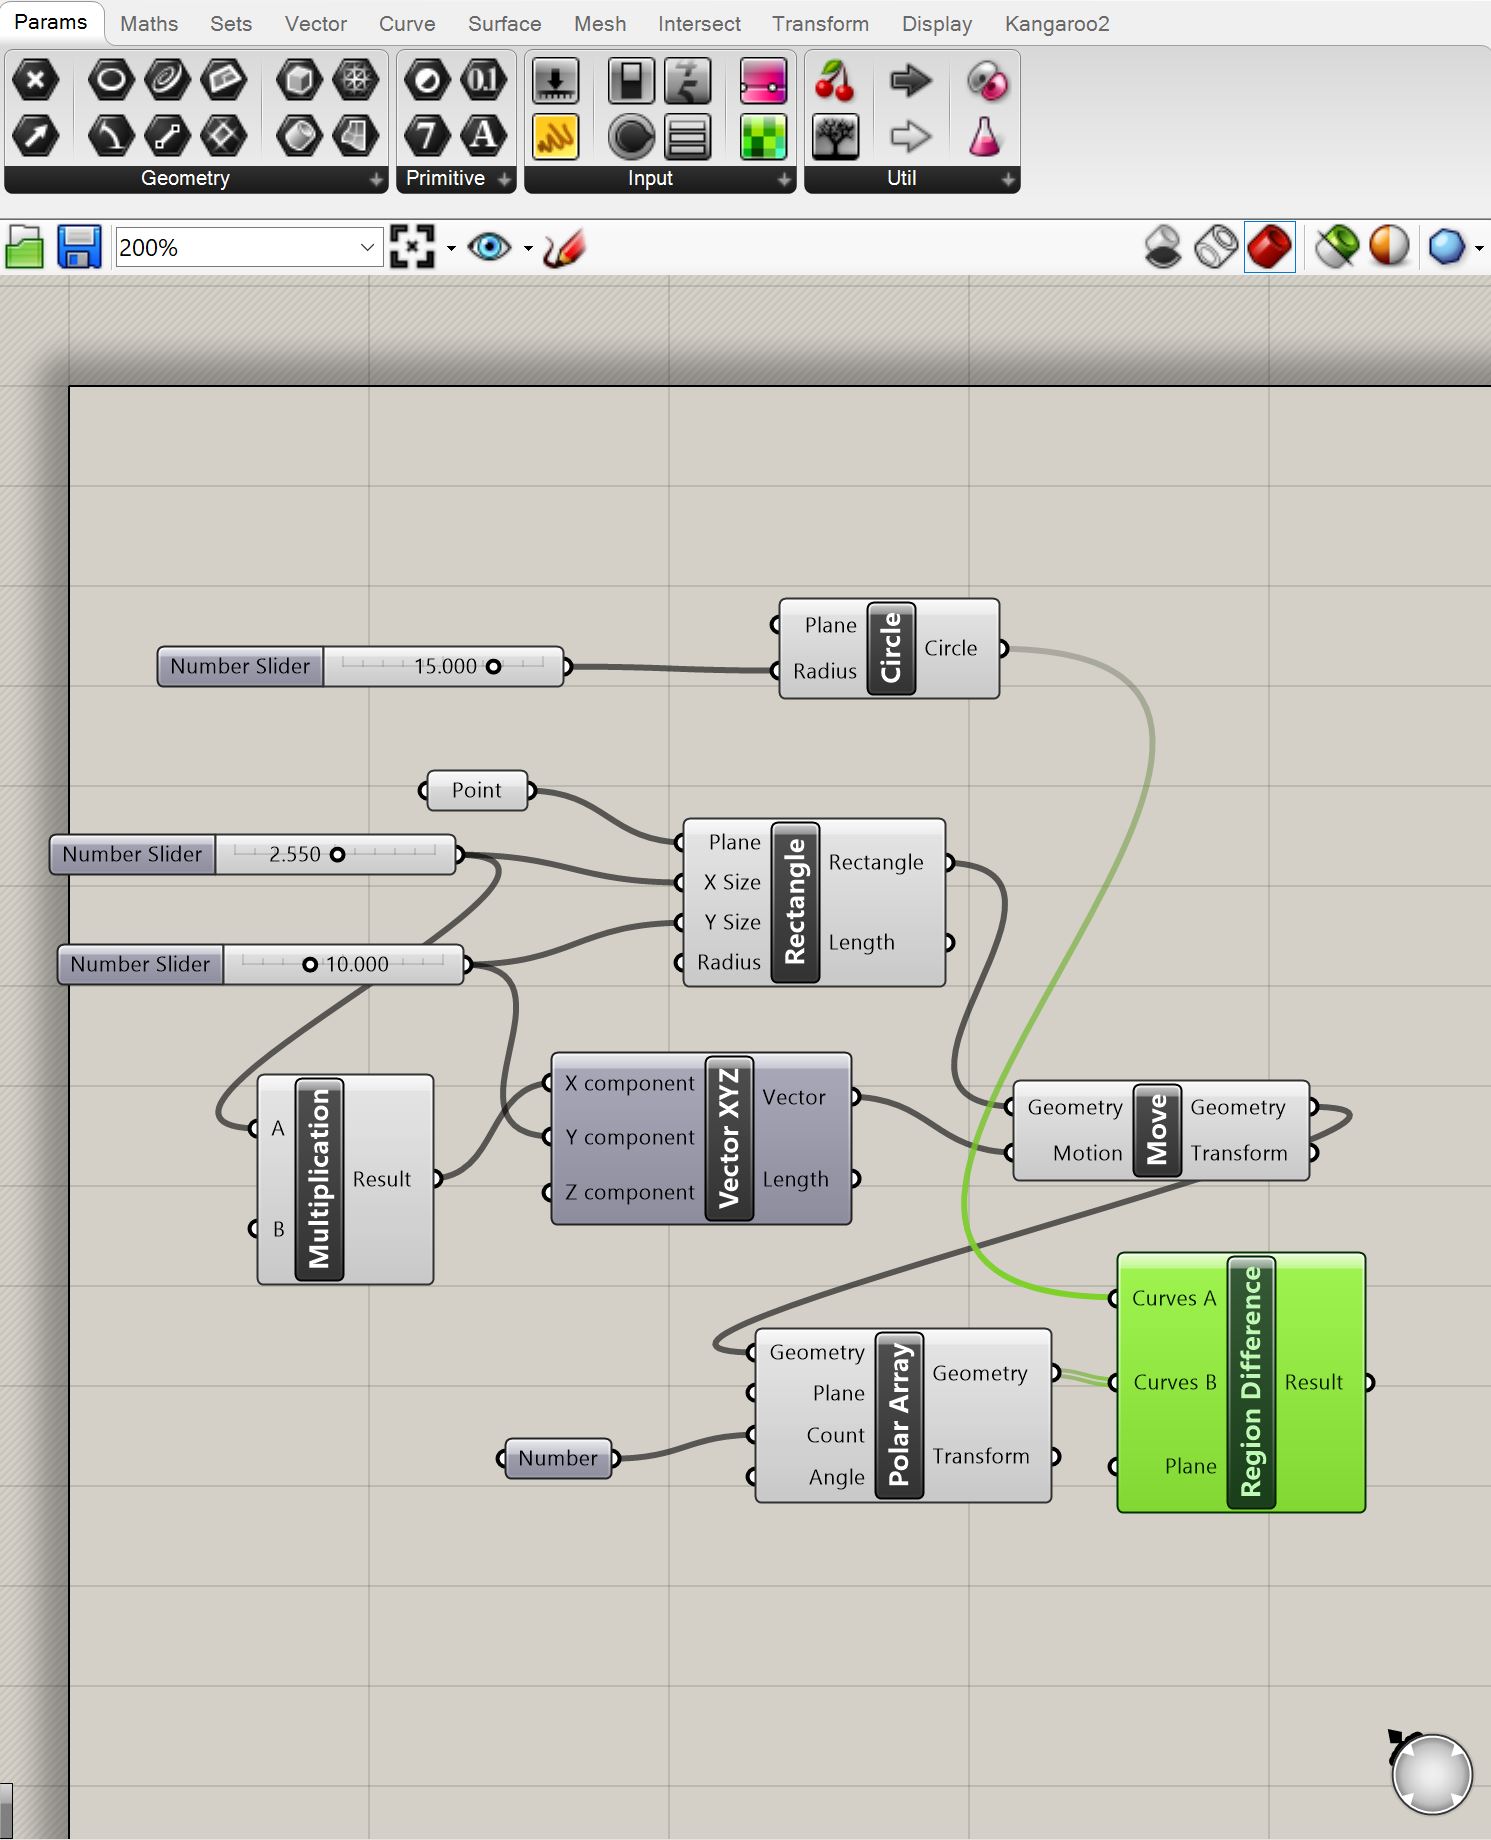 Params Maths Sets Vector Curve Surface Mesh Intersect Transform Display Kangaroo2
0.1
7 A
Geometry Primitive Input Util
200%
Number Slider 15.000
Plane
Radius
Circle
Circle
Point
Number Slider 2.550
Number Slider 10.000
Plane
X Size
Y Size
Radius
Rectangle
Rectangle
Length
A
B
Multiplication
Result
X component
Y component
Z component
Vector XYZ
Vector
Length
Geometry
Motion
Move
Geometry
Transform
Number
Geometry
Plane
Count
Angle
Polar Array
Geometry
Transform
Curves A
Curves B
Plane
Region Difference
Result